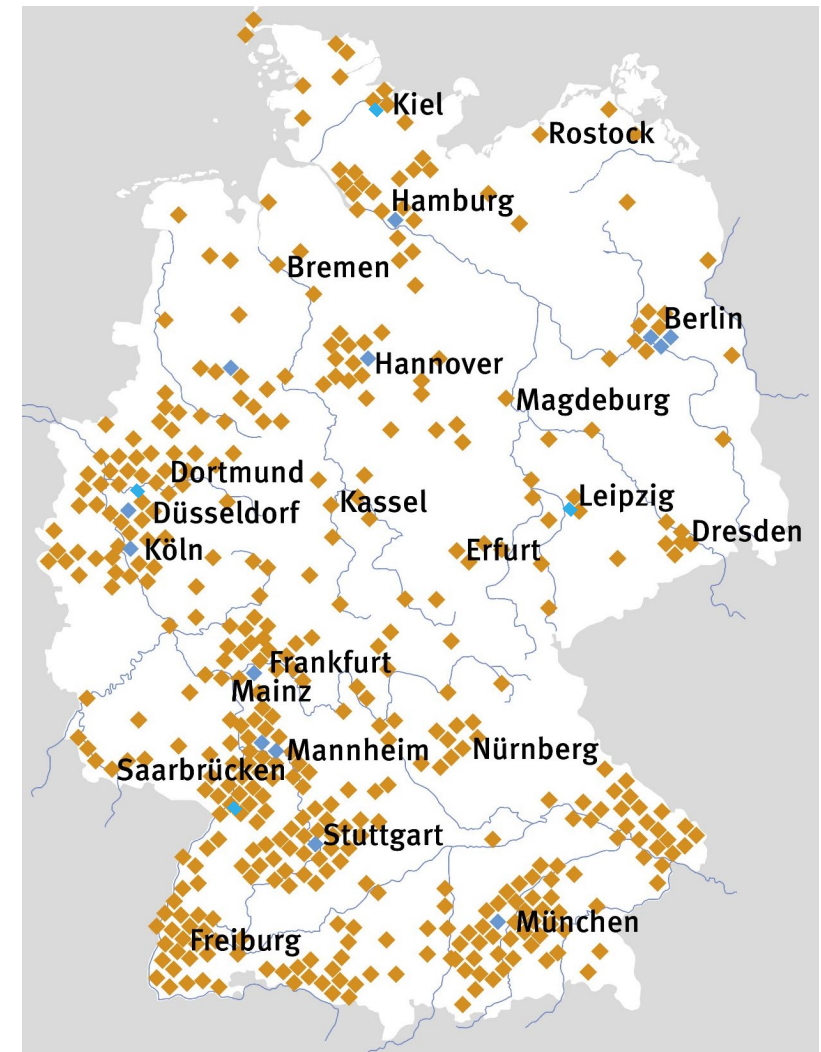 Kiel
Rostock
Hamburg
Bremen
Berlin
Hannover
Magdeburg
Dortmund
Düsseldorf
Kassel
Leipzig
Köln
Erfurt
Dresden
Frankfurt
Mainz
Mannheim
Nürnberg
Saarbrücken
Stuttgart
München
Freiburg